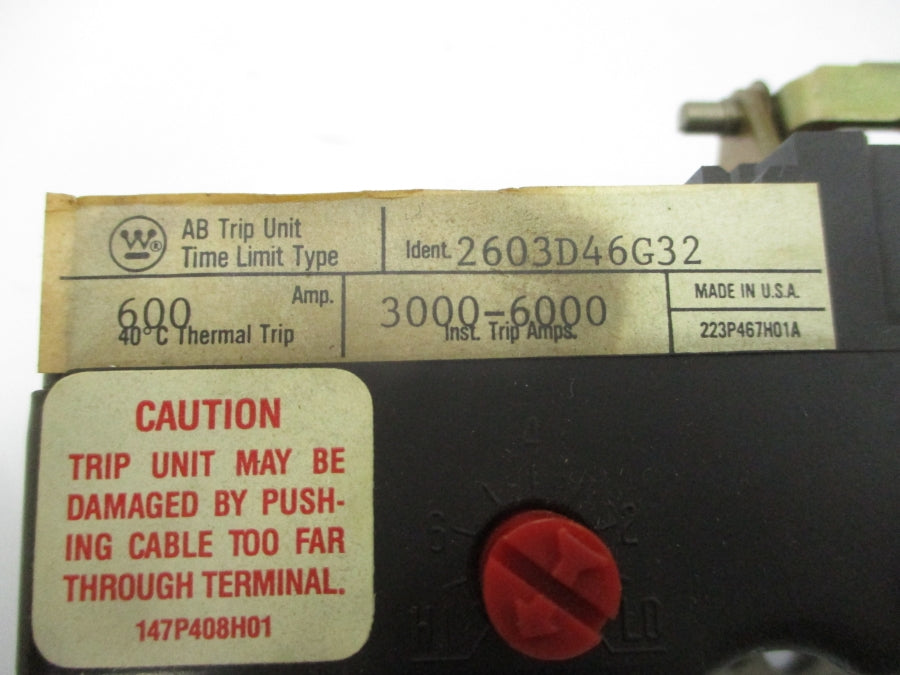 AB Trip Unit
Time Limit Type
Ident. 2603D46G32
600 Amp.
40°C Thermal Trip
3000-6000
Inst. Trip Amps.
MADE IN U.S.A.
223P467H01A
CAUTION
TRIP UNIT MAY BE
DAMAGED BY PUSH-
ING CABLE TOO FAR
THROUGH TERMINAL.
147P408H01
2
HI
LO